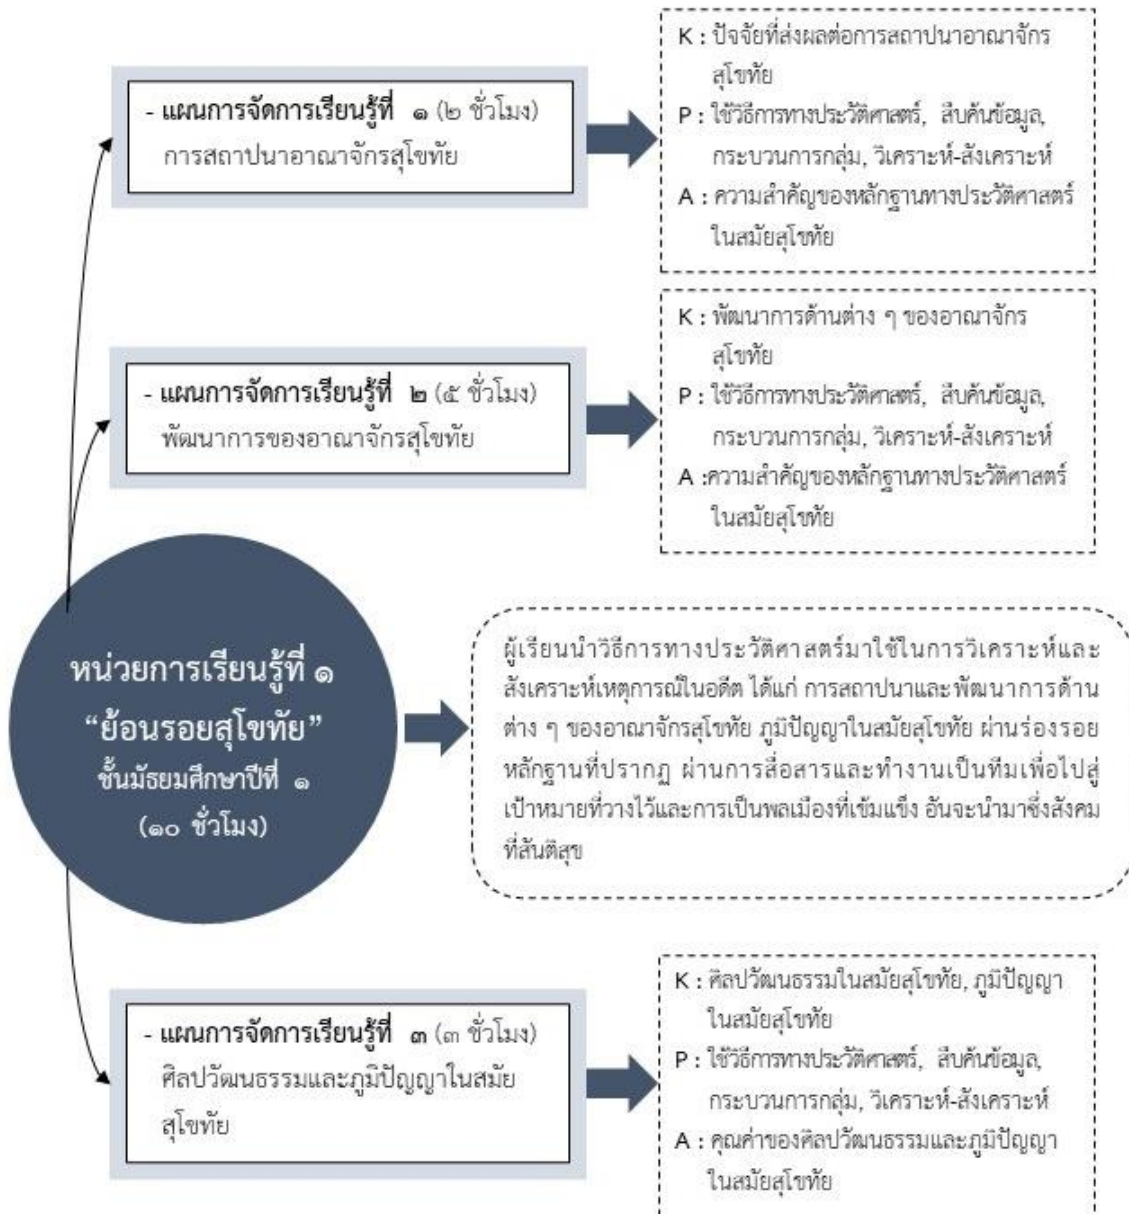 - แผนการจัดการเรียนรู้ที่ ๑ (๒ ชั่วโมง)
การสถาปนาอาณาจักรสุโขทัย
K : ปัจจัยที่ส่งผลต่อการสถาปนาอาณาจักร
สุโขทัย
P : ใช้วิธีการทางประวัติศาสตร์, สืบค้นข้อมูล,
กระบวนการกลุ่ม, วิเคราะห์-สังเคราะห์
A : ความสำคัญของหลักฐานทางประวัติศาสตร์
ในสมัยสุโขทัย
- แผนการจัดการเรียนรู้ที่ ๒ (๕ ชั่วโมง)
พัฒนาการของอาณาจักรสุโขทัย
K : พัฒนาการด้านต่าง ๆ ของอาณาจักร
สุโขทัย
P : ใช้วิธีการทางประวัติศาสตร์, สืบค้นข้อมูล,
กระบวนการกลุ่ม, วิเคราะห์-สังเคราะห์
A :ความสำคัญของหลักฐานทางประวัติศาสตร์
ในสมัยสุโขทัย
หน่วยการเรียนรู้ที่ ๑
“ย้อนรอยสุโขทัย”
ชั้นมัธยมศึกษาปีที่ ๑
(๑๐ ชั่วโมง)
ผู้เรียนนำวิธีการทางประวัติศาสตร์มาใช้ในการวิเคราะห์และ
สังเคราะห์เหตุการณ์ในอดีต ได้แก่ การสถาปนาและพัฒนาการด้าน
ต่าง ๆ ของอาณาจักรสุโขทัย ภูมิปัญญาในสมัยสุโขทัย ผ่านร่องรอย
หลักฐานที่ปรากฏ ผ่านการสื่อสารและทำงานเป็นทีมเพื่อไปสู่
เป้าหมายที่วางไว้และการเป็นพลเมืองที่เข้มแข็ง อันจะนำมาซึ่งสังคม
ที่สันติสุข
- แผนการจัดการเรียนรู้ที่ ๓ (๓ ชั่วโมง)
ศิลปวัฒนธรรมและภูมิปัญญาในสมัย
สุโขทัย
K : ศิลปวัฒนธรรมในสมัยสุโขทัย, ภูมิปัญญา
ในสมัยสุโขทัย
P : ใช้วิธีการทางประวัติศาสตร์, สืบค้นข้อมูล,
กระบวนการกลุ่ม, วิเคราะห์-สังเคราะห์
A : คุณค่าของศิลปวัฒนธรรมและภูมิปัญญา
ในสมัยสุโขทัย